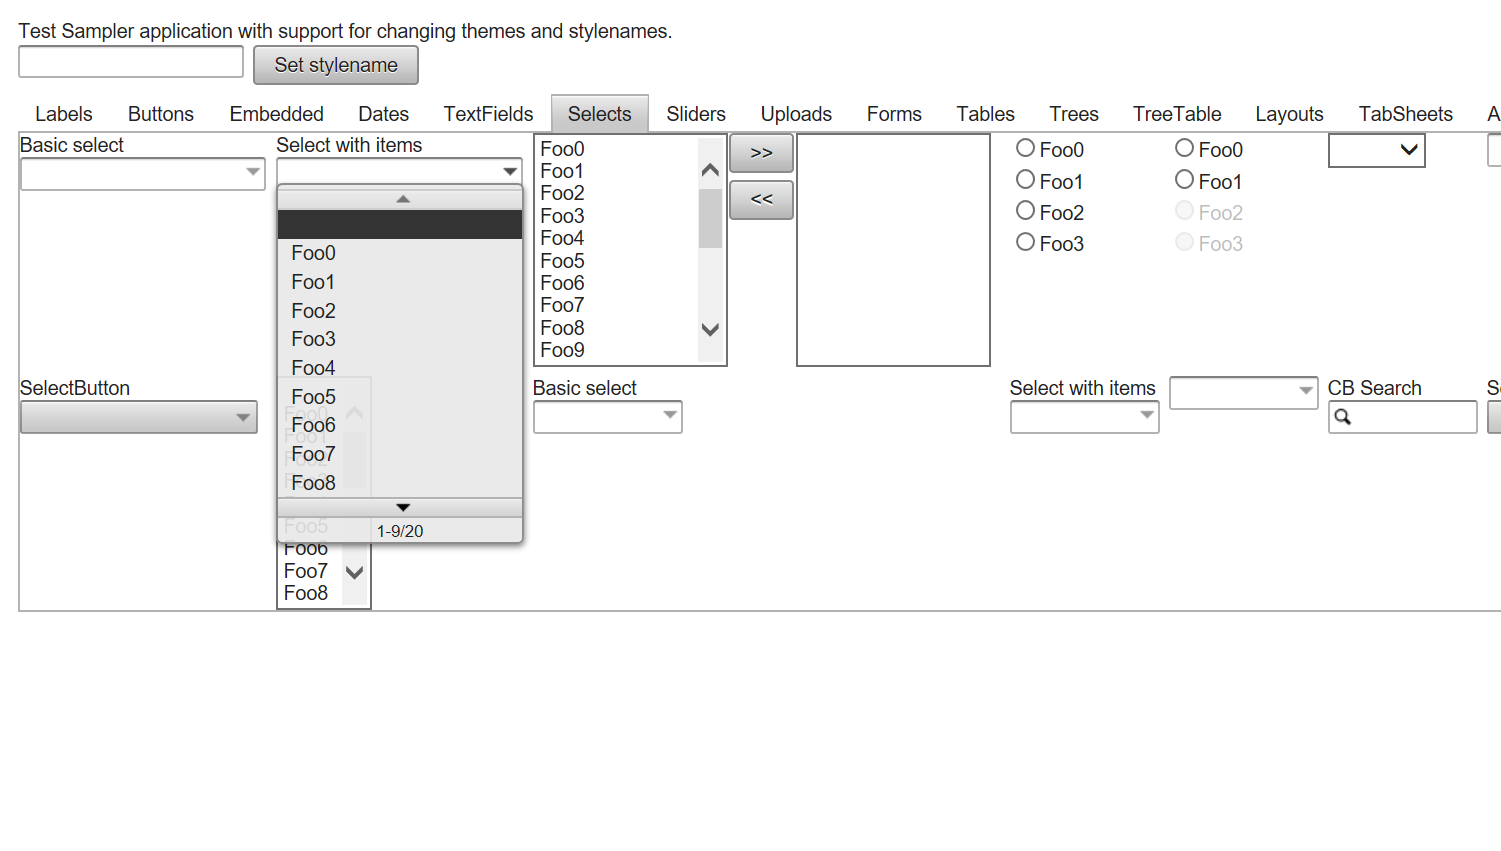 Test Sampler application with support for changing themes and stylenames.
Set stylename
Labels Buttons Embedded Dates TextFields Selects Sliders Uploads Forms Tables Trees TreeTable Layouts TabSheets
Basic select
Select with items
Foo0
Foo1
Foo2
Foo3
Foo4
Foo5
Foo6
Foo7
Foo8
1-9/20
Foo0
Foo1
Foo2
Foo3
Foo4
Foo5
Foo6
Foo7
Foo8
Foo9
>>
<<
Foo0
Foo1
Foo2
Foo3
Foo0
Foo1
Foo2
Foo3
SelectButton
Foo0
Foo1
Foo5
Foo6
Foo7
Foo8
Basic select
Select with items
CB Search